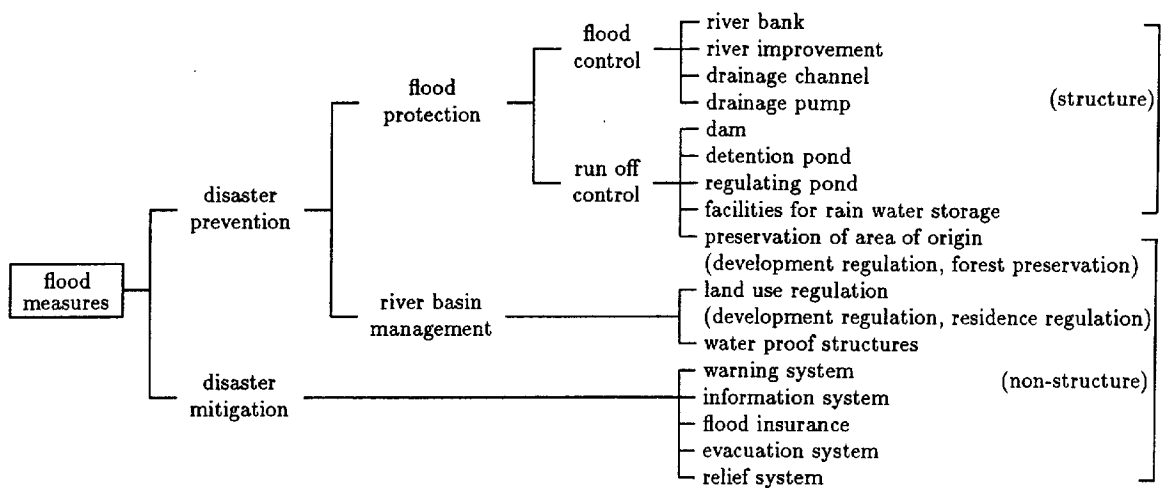 flood
measures
disaster
prevention
disaster
mitigation
flood
protection
river basin
management
flood
control
run off
control
river bank
river improvement
drainage channel
drainage pump
dam
detention pond
regulating pond
facilities for rain water storage
preservation of area of origin
(development regulation, forest preservation)
land use regulation
(development regulation, residence regulation)
water proof structures
warning system
information system
flood insurance
evacuation system
relief system
(structure)
(non-structure)